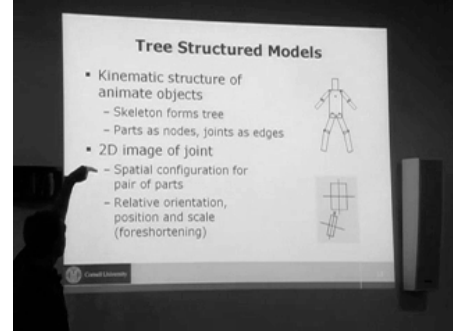 Tree Structured Models
▪ Kinematic structure of
animate objects
– Skeleton forms tree
– Parts as nodes, joints as edges
▪ 2D image of joint
– Spatial configuration for
pair of parts
– Relative orientation,
position and scale
(foreshortening)
Cornell University